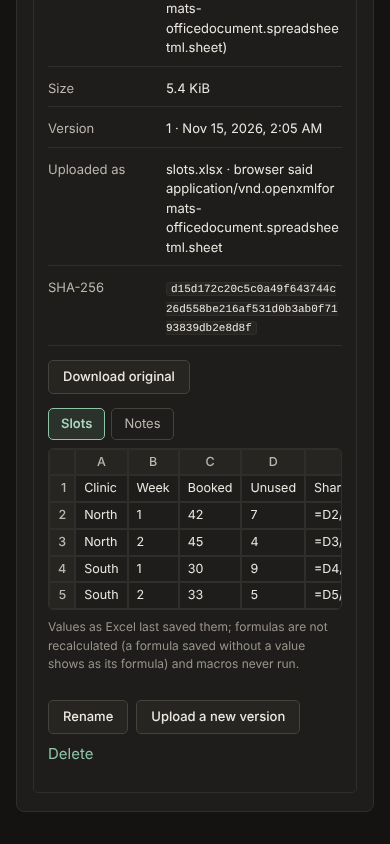 mats-
officedocument.spreadshee
tml.sheet)
Size 5.4 KiB
Version 1 · Nov 15, 2026, 2:05 AM
Uploaded as slots.xlsx · browser said
application/vnd.openxmlfor
mats-
officedocument.spreadshee
tml.sheet
SHA-256 d15d172c20c5c0a49f643744c
26d558be216af531d0b3ab0f71
93839db2e8d8f
Download original
Slots Notes
A B C D
1 Clinic Week Booked Unused Shar
2 North 1 42 7 =D2/
3 North 2 45 4 =D3/
4 South 1 30 9 =D4/
5 South 2 33 5 =D5/
Values as Excel last saved them; formulas are not
recalculated (a formula saved without a value
shows as its formula) and macros never run.
Rename Upload a new version
Delete